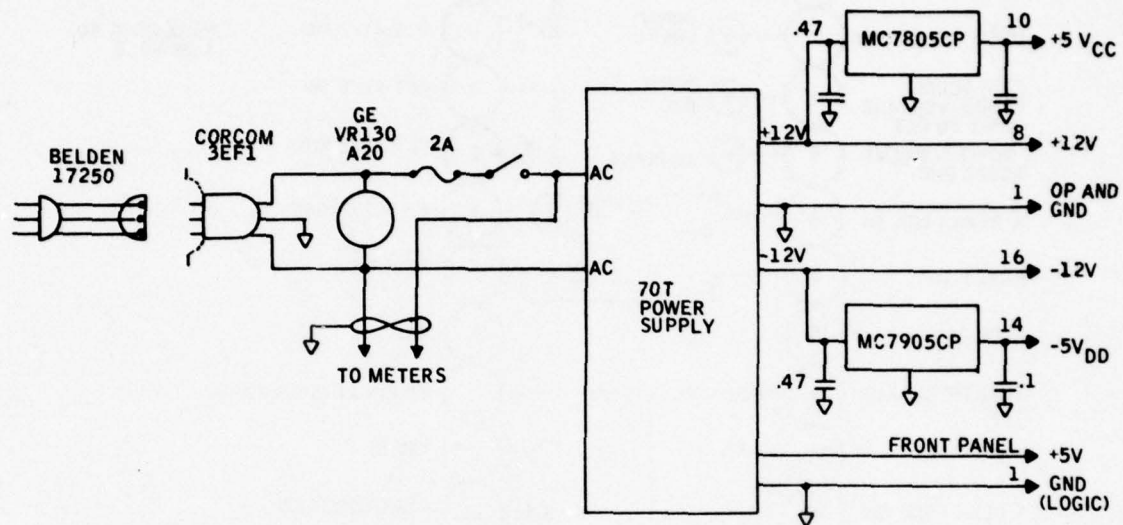 BELDEN
17250
CORCOM
3EF1
GE
VR130
A20
2A
TO METERS
AC
AC
70T
POWER
SUPPLY
+12V
-12V
.47
MC7805CP
10
+5 VCC
8
+12V
1
OP AND
GND
16
-12V
.47
MC7905CP
14
-5VDD
.1
FRONT PANEL
+5V
1
GND
(LOGIC)